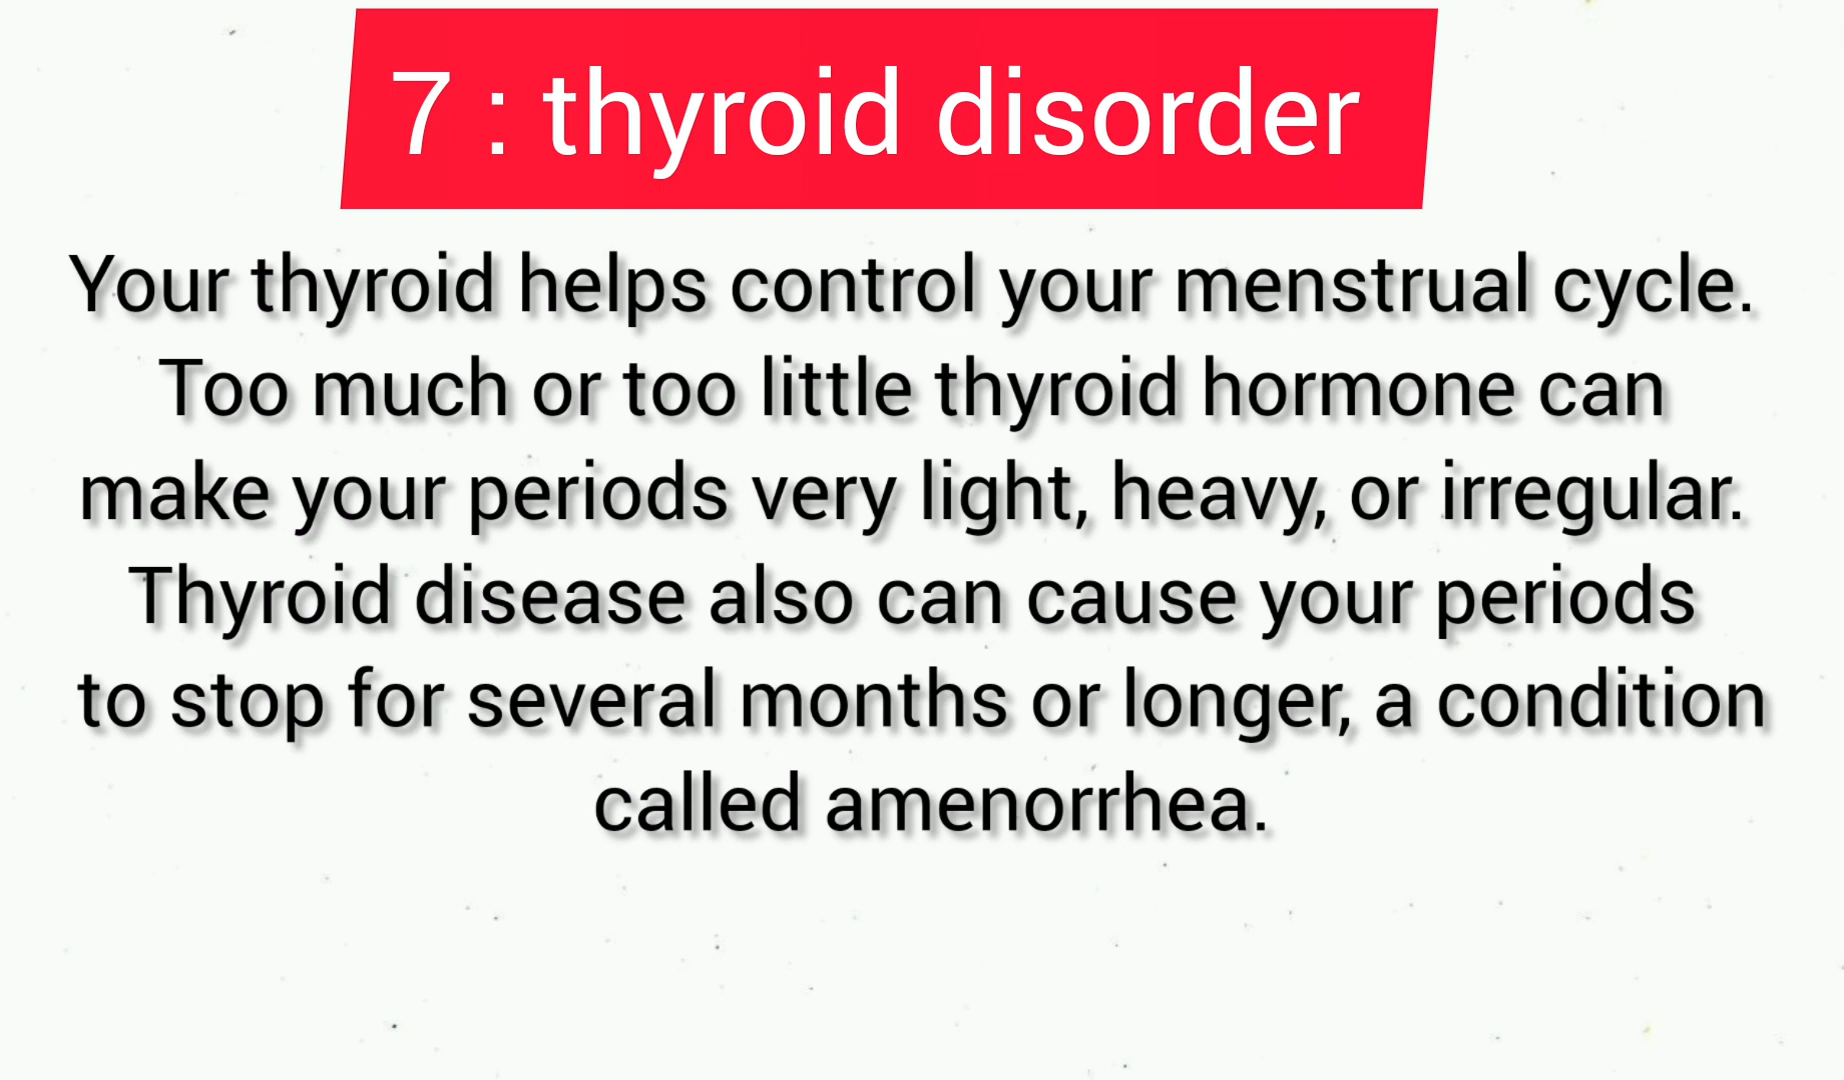 7 : thyroid disorder
Your thyroid helps control your menstrual cycle.
Too much or too little thyroid hormone can
make your periods very light, heavy, or irregular.
Thyroid disease also can cause your periods
to stop for several months or longer, a condition
called amenorrhea.